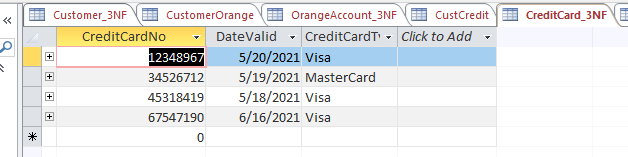 Customer_3NF CustomerOrange OrangeAccount_3NF CustCredit CreditCard_3NF
CreditCardNo DateValid CreditCardTy Click to Add
12348967 5/20/2021 Visa
34526712 5/19/2021 MasterCard
45318419 5/18/2021 Visa
67547190 6/16/2021 Visa
* 0